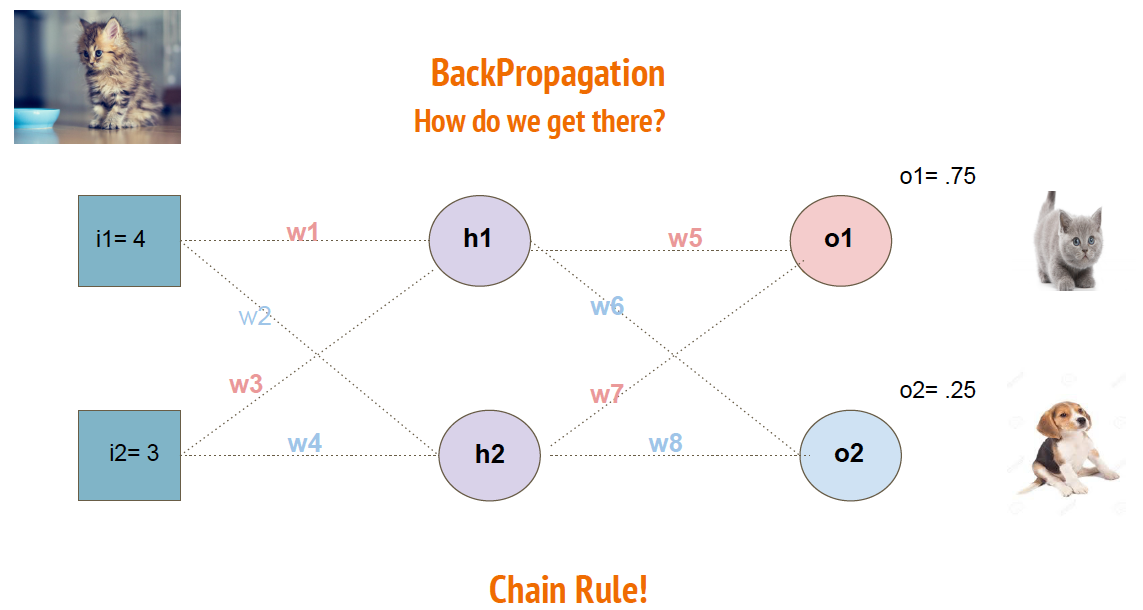 BackPropagation
How do we get there?
o1= .75
i1= 4
w1
h1
w5
o1
w2
w6
w3
w7
o2= .25
i2= 3
w4
h2
w8
o2
Chain Rule!